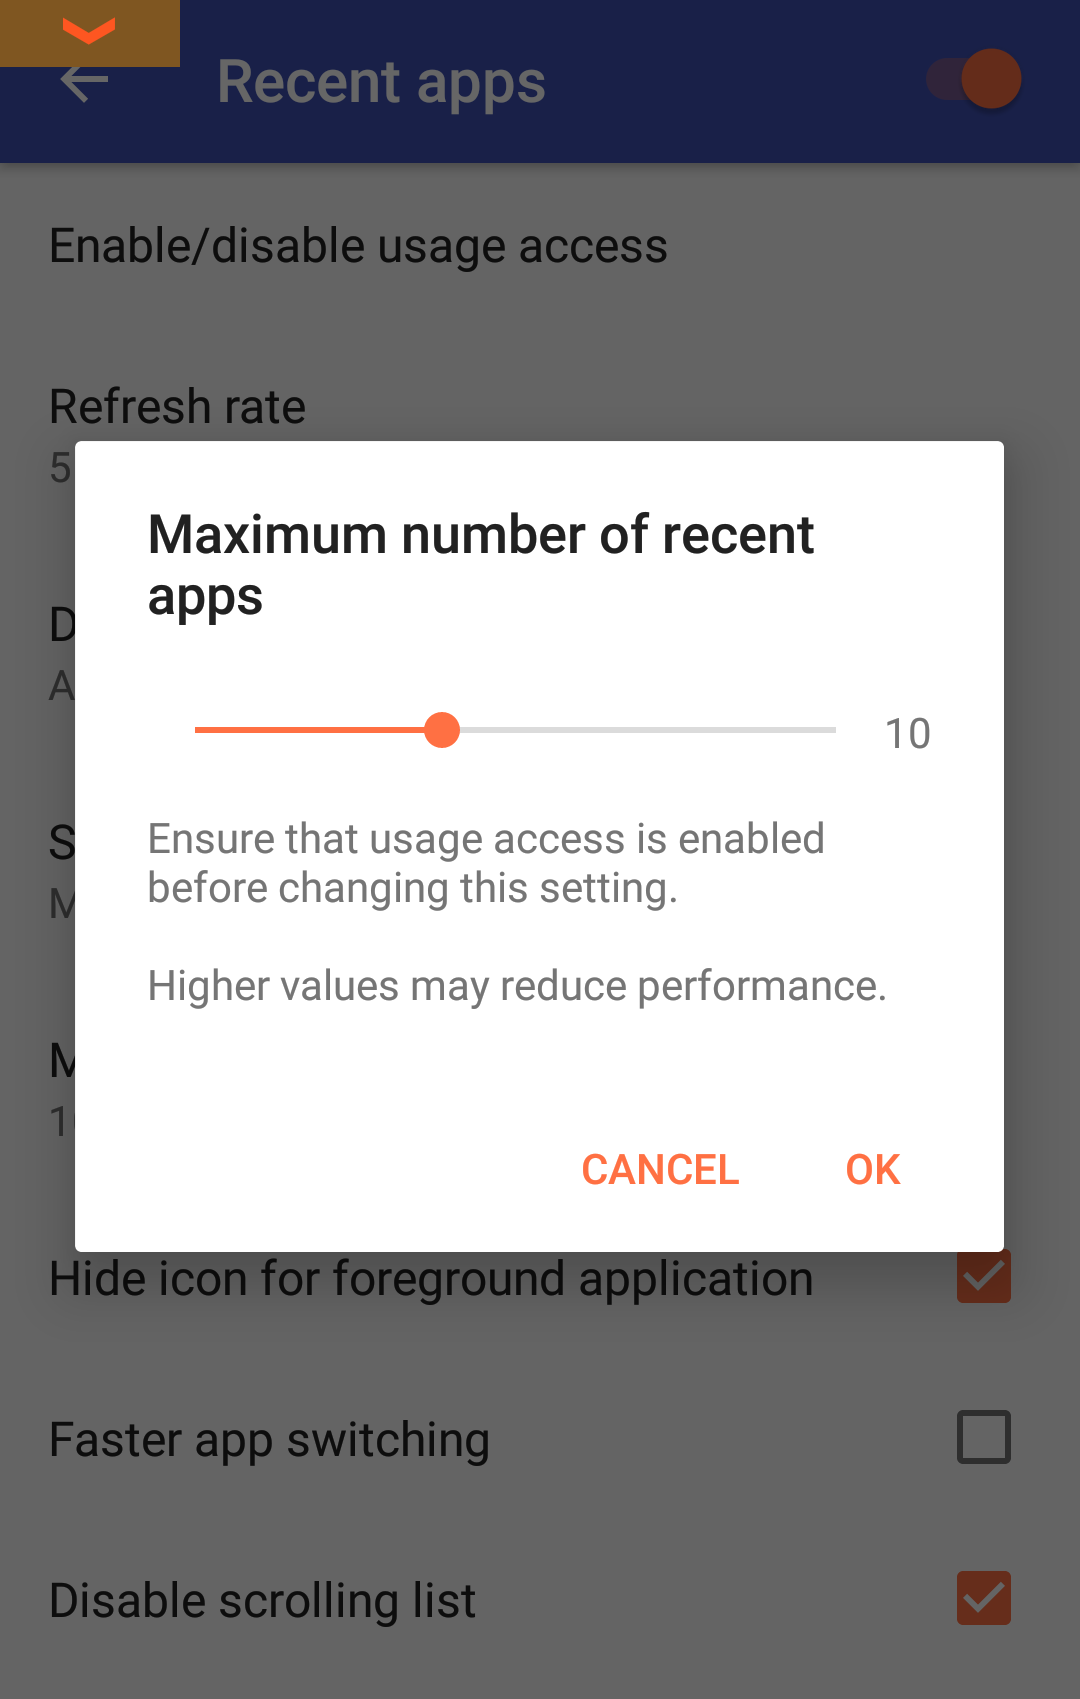 Recent apps
Enable/disable usage access
Refresh rate
5
Maximum number of recent
apps
10
Ensure that usage access is enabled
before changing this setting.
Higher values may reduce performance.
CANCEL
OK
Hide icon for foreground application
Faster app switching
Disable scrolling list